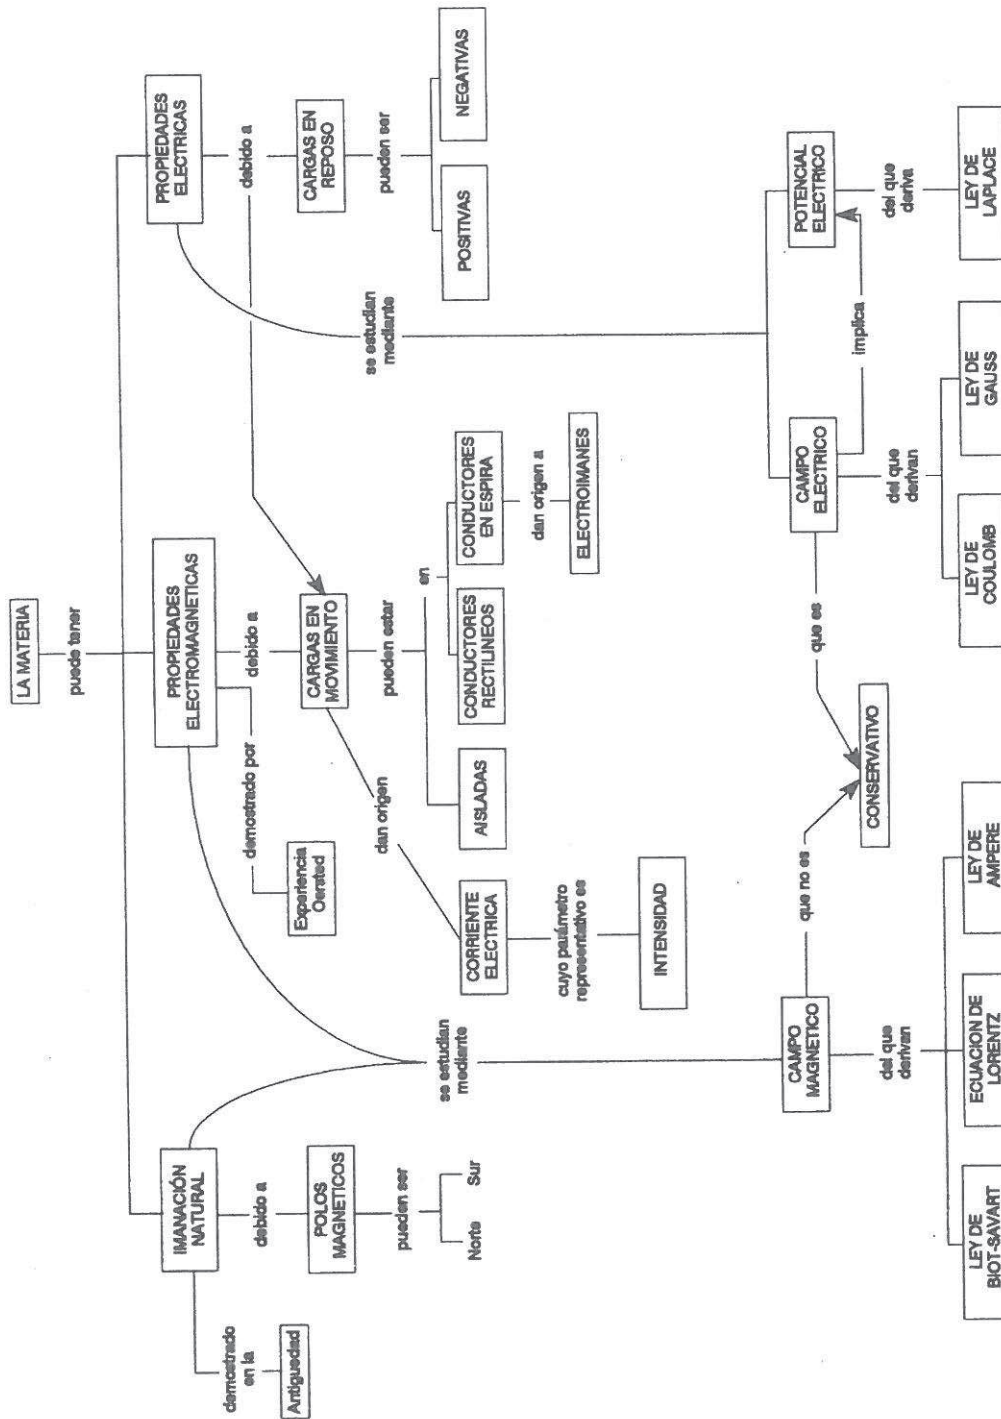 LA MATERIA
puede tener
IMANACIÓN
NATURAL
PROPIEDADES
ELECTROMAGNETICAS
PROPIEDADES
ELECTRICAS
demostrado
en la
Antiguedad
debido a
POLOS
MAGNETICOS
pueden ser
Norte
Sur
demostrado por
Experiencia
Oersted
debido a
CARGAS EN
MOVIMIENTO
debido a
CARGAS EN
REPOSO
pueden ser
POSITIVAS
NEGATIVAS
dan origen
CORRIENTE
ELECTRICA
cuyo parámetro
representativo es
INTENSIDAD
pueden estar
AISLADAS
en
CONDUCTORES
RECTILINEOS
CONDUCTORES
EN ESPIRA
dan origen a
ELECTROIMANES
se estudian
mediante
se estudian
mediante
CAMPO
MAGNETICO
que no es
CONSERVATIVO
que es
CAMPO
ELECTRICO
implica
POTENCIAL
ELECTRICO
del que
derivan
del que
derivan
del que
deriva
LEY DE
BIOT-SAVART
ECUACION DE
LORENTZ
LEY DE
AMPERE
LEY DE
COULOMB
LEY DE
GAUSS
LEY DE
LAPLACE